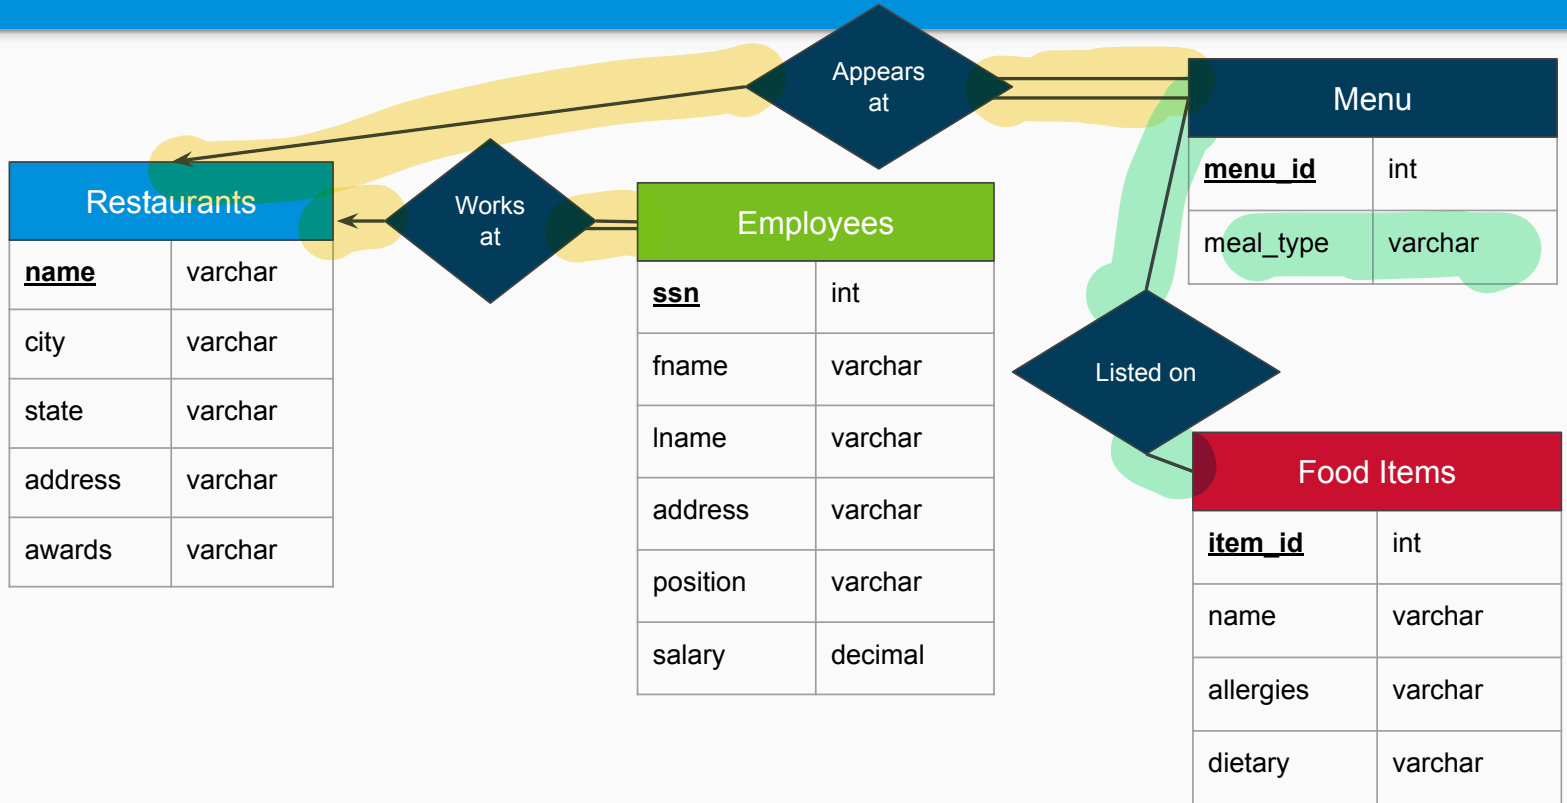 Appears
at
Menu
menu_id int
meal_type varchar
Restaurants
name varchar
city varchar
state varchar
address varchar
awards varchar
Works
at
Employees
ssn int
fname varchar
lname varchar
address varchar
position varchar
salary decimal
Listed on
Food Items
item_id int
name varchar
allergies varchar
dietary varchar